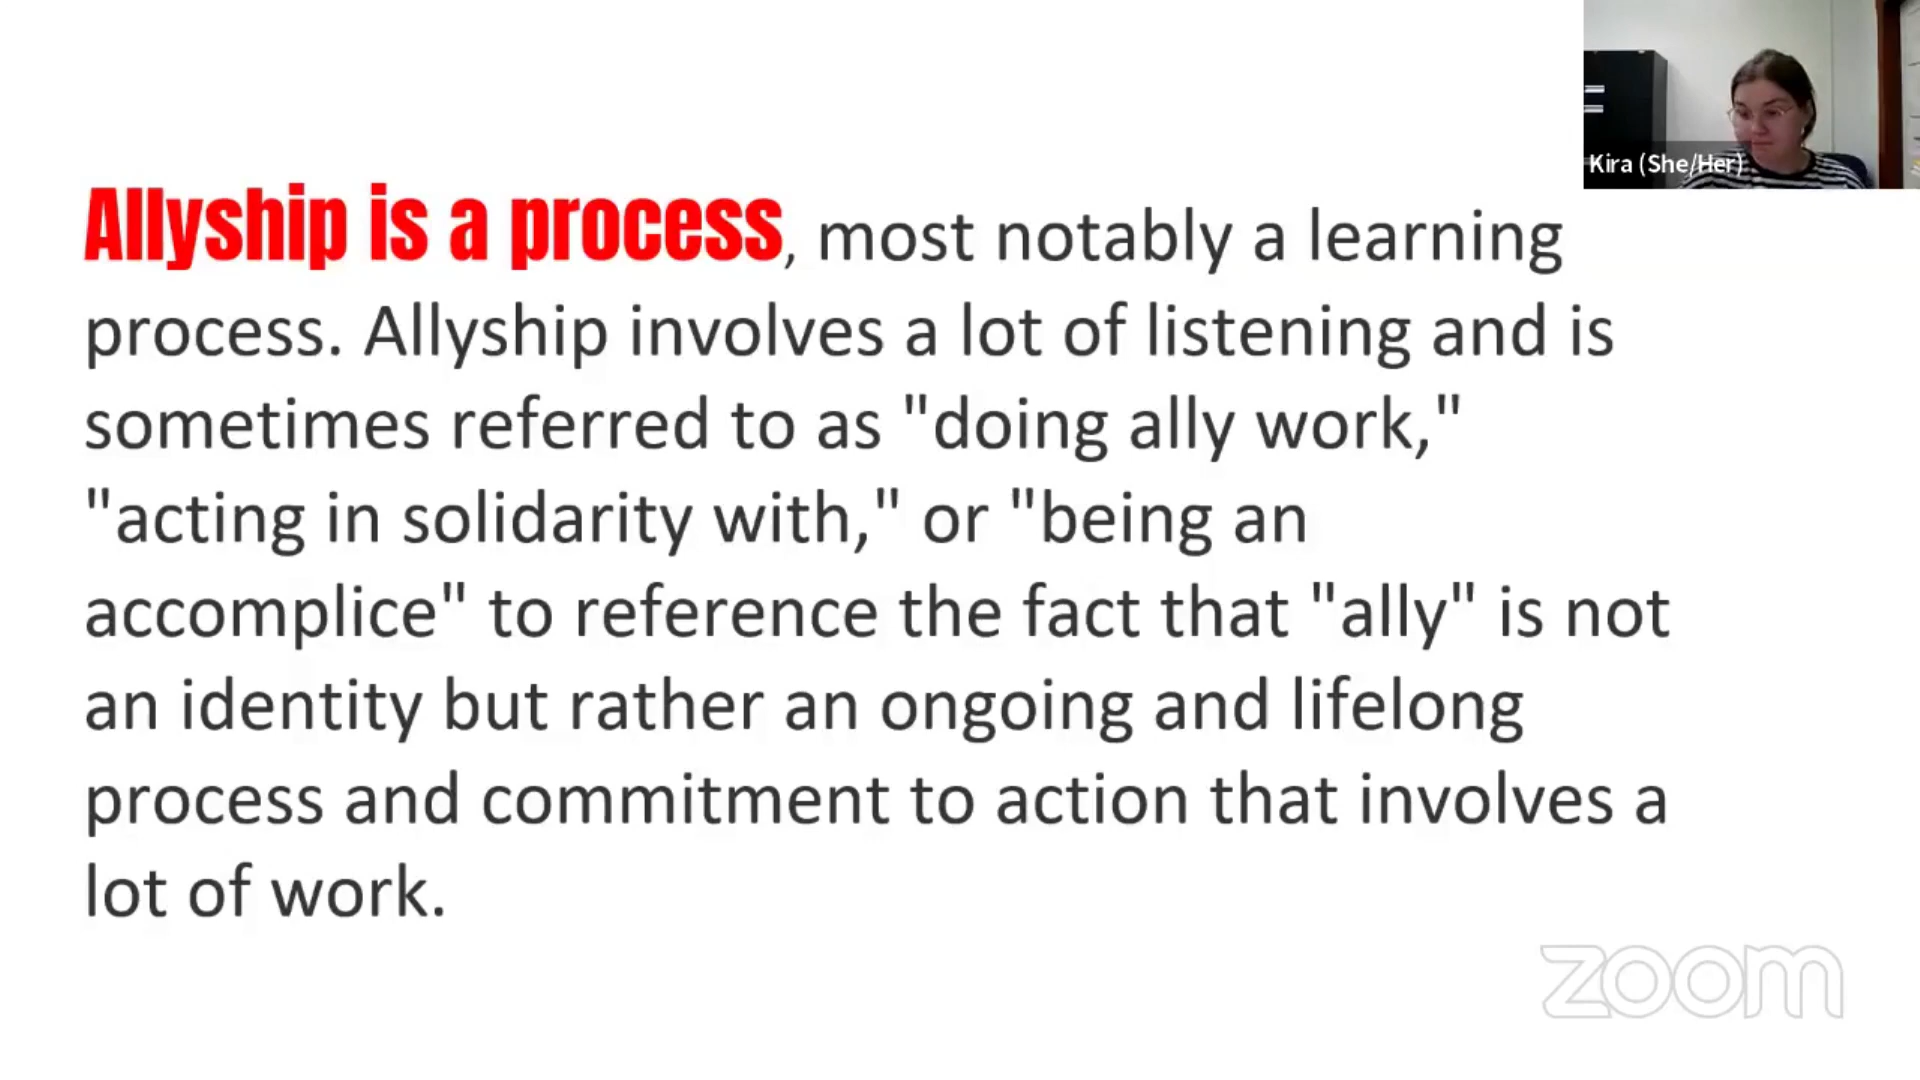 Kira (She/Her)
Allyship is a process, most notably a learning
process. Allyship involves a lot of listening and is
sometimes referred to as "doing ally work,"
"acting in solidarity with," or "being an
accomplice" to reference the fact that "ally" is not
an identity but rather an ongoing and lifelong
process and commitment to action that involves a
lot of work.
zoom